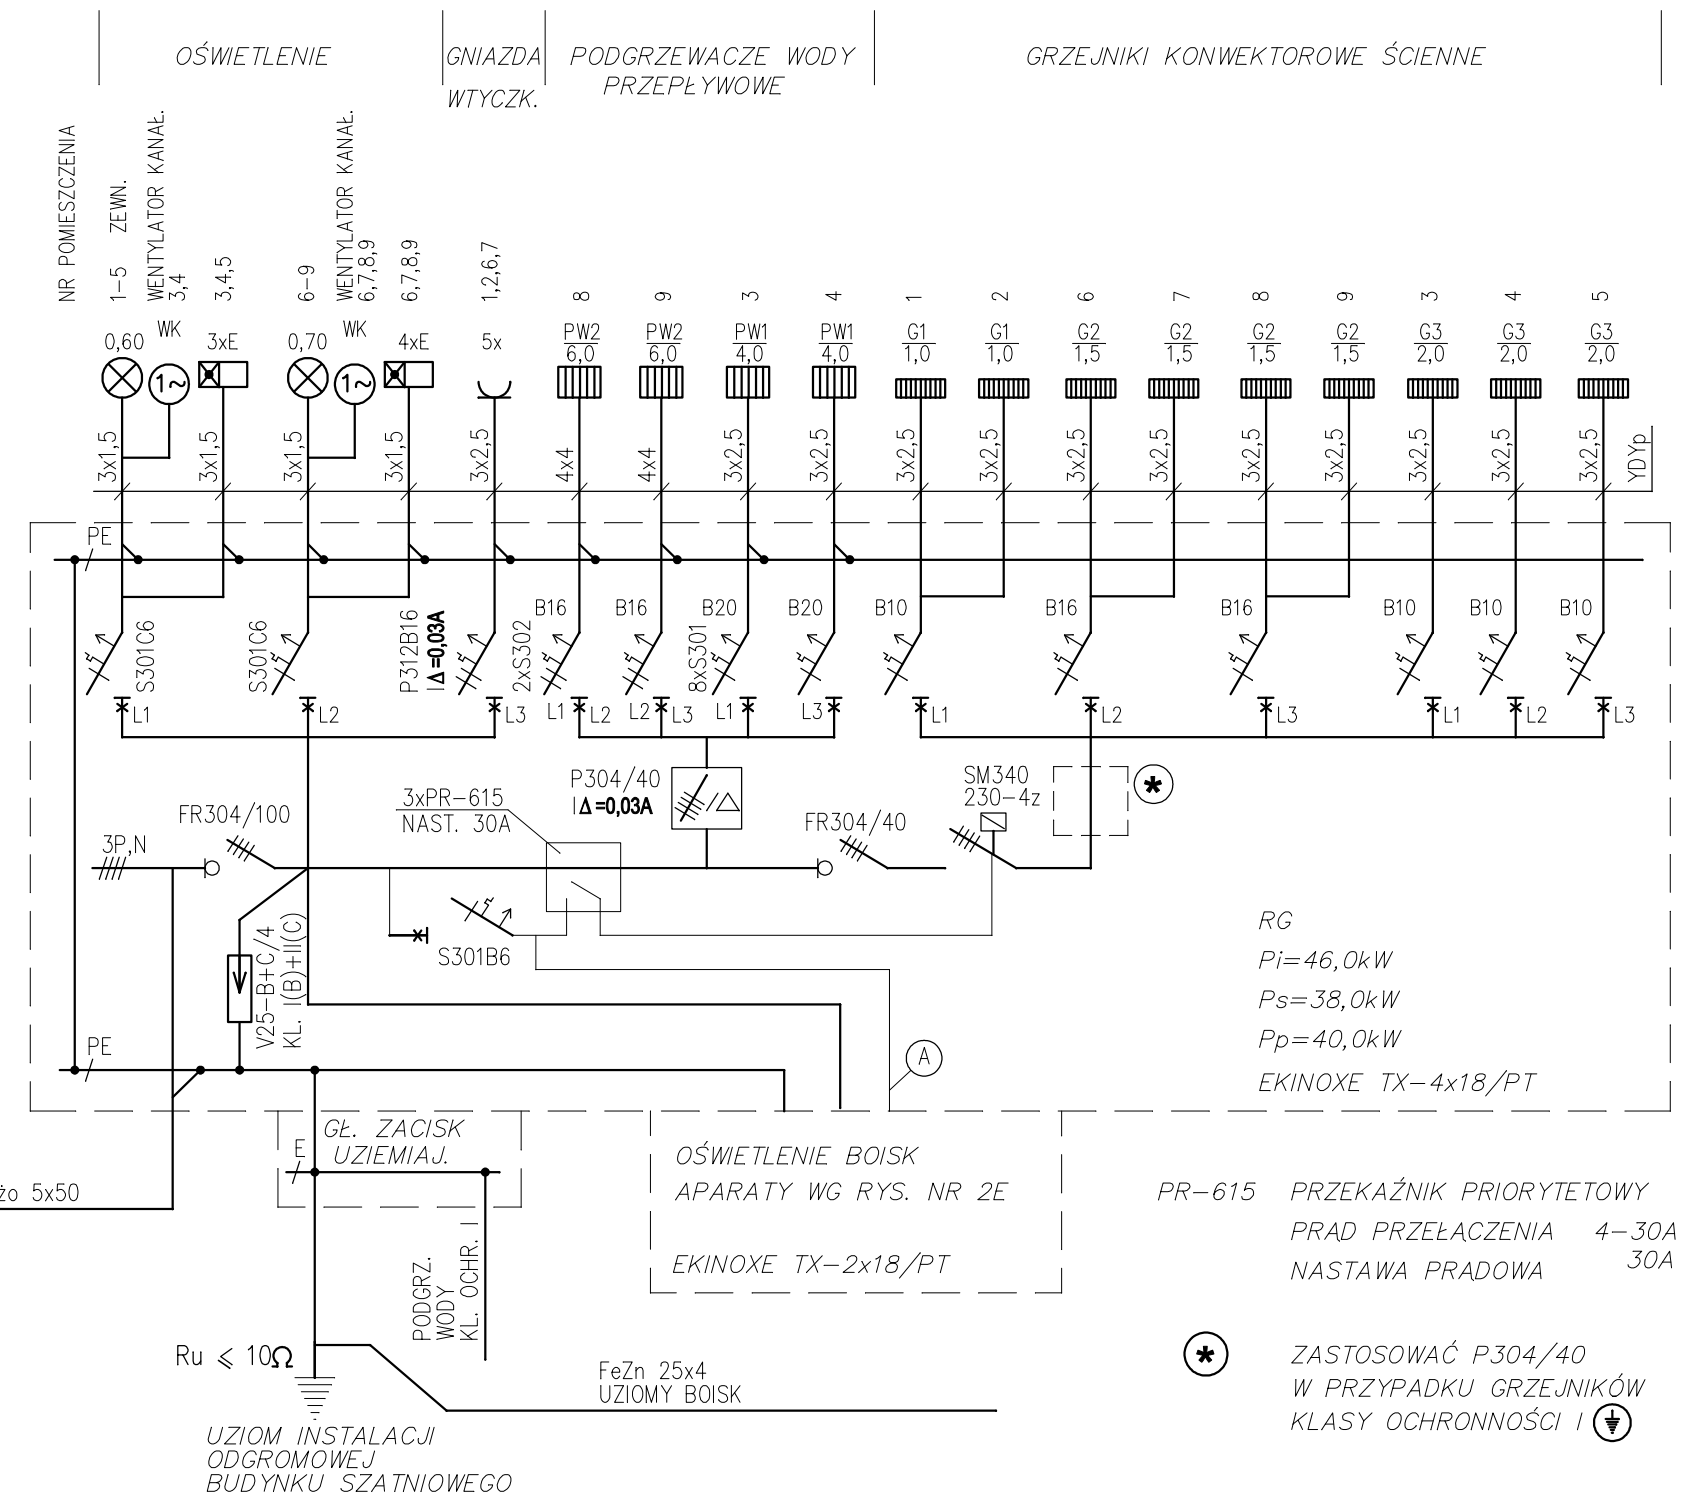 OŚWIETLENIE
GNIAZDA
WTYCZK.
PODGRZEWACZE WODY
PRZEPŁYWOWE
GRZEJNIKI KONWEKTOROWE ŚCIENNE
NR POMIESZCZENIA
1-5 ZEWN.
WENTYLATOR KANAŁ.
3,4
3,4,5
6-9
WENTYLATOR KANAŁ.
6,7,8,9
6,7,8,9
1,2,6,7
8 9 3 4 1 2 6 7 8 9 3 4 5
0,60 WK 3xE 0,70 WK 4xE 5x
PW2 PW2 PW1 PW1 G1 G1 G2 G2 G2 G2 G3 G3 G3
6,0 6,0 4,0 4,0 1,0 1,0 1,5 1,5 1,5 1,5 2,0 2,0 2,0
1~ 1~
3x1,5 3x1,5 3x1,5 3x1,5 3x2,5 4x4 4x4 3x2,5 3x2,5 3x2,5 3x2,5 3x2,5 3x2,5 3x2,5 3x2,5 3x2,5 3x2,5 3x2,5 YDYp
PE
B16 B16 B20 B20 B10 B16 B16 B10 B10 B10
S301C6
S301C6
P312B16
I∆=0,03A
2xS302
8xS301
L1 L2 L3 L1 L2 L2 L3 L1 L3 L1 L2 L3 L1 L2 L3
P304/40
I∆=0,03A
SM340
230-4z
*
3xPR-615
NAST. 30A
FR304/100
FR304/40
3P,N
S301B6
V25-B+C/4
KL. I(B)+II(C)
RG
Pi=46,0kW
Ps=38,0kW
Pp=40,0kW
EKINOXE TX-4x18/PT
PE
A
GŁ. ZACISK
UZIEMIAJ.
E
OŚWIETLENIE BOISK
APARATY WG RYS. NR 2E
EKINOXE TX-2x18/PT
żo 5x50
PR-615 PRZEKAŹNIK PRIORYTETOWY
PRĄD PRZEŁĄCZENIA 4-30A
NASTAWA PRĄDOWA 30A
PODGRZ.
WODY
KL. OCHR. I
Ru ⩽ 10Ω
FeZn 25x4
UZIOMY BOISK
* ZASTOSOWAĆ P304/40
W PRZYPADKU GRZEJNIKÓW
KLASY OCHRONNOŚCI I
UZIOM INSTALACJI
ODGROMOWEJ
BUDYNKU SZATNIOWEGO